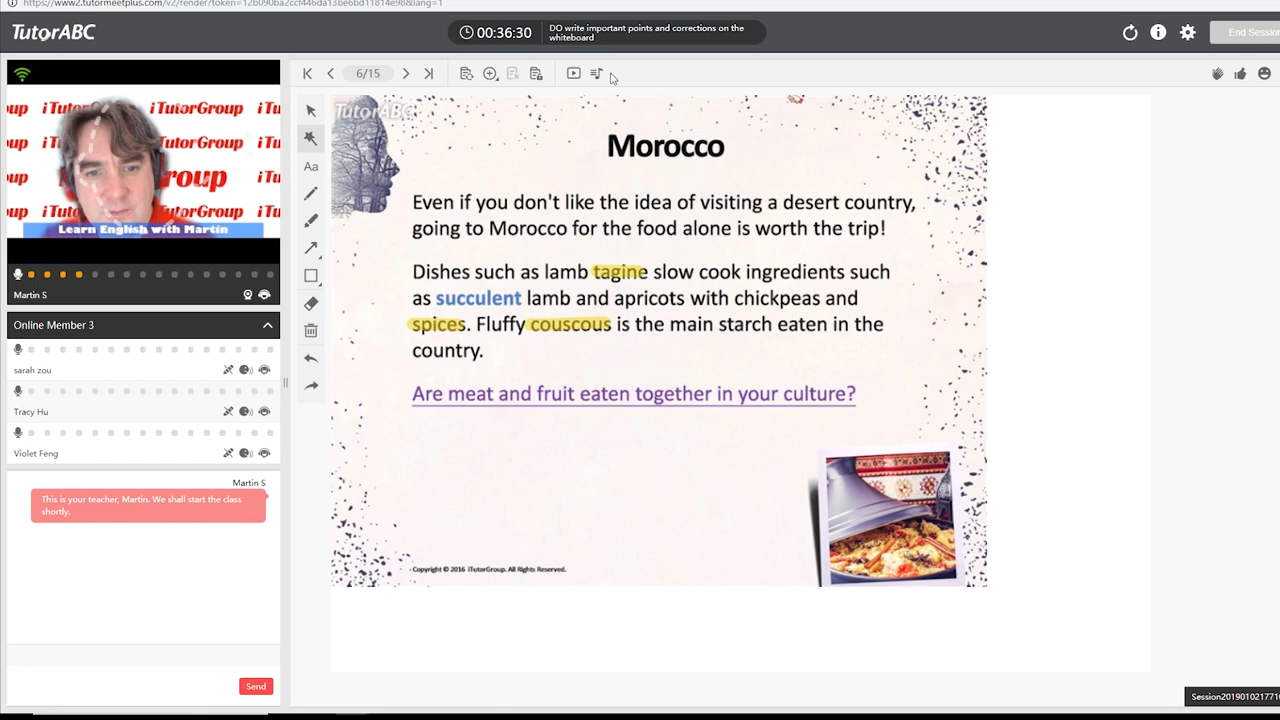 https://www2.tutormeetplus.com/v2/render?token=12b090ba2ccf446da13be6bd11814e98&lang=1
TutorABC
00:36:30
DO write important points and corrections on the
whiteboard
End Sessio
6/15
iTutorGroup
Learn English with Martin
Martin S
Online Member 3
sarah zou
Tracy Hu
Violet Feng
Martin S
This is your teacher, Martin. We shall start the class
shortly.
Send
Aa
TutorABC
Morocco
Even if you don't like the idea of visiting a desert country,
going to Morocco for the food alone is worth the trip!
Dishes such as lamb tagine slow cook ingredients such
as succulent lamb and apricots with chickpeas and
spices. Fluffy couscous is the main starch eaten in the
country.
Are meat and fruit eaten together in your culture?
Copyright © 2016 iTutorGroup. All Rights Reserved.
Session20190102177